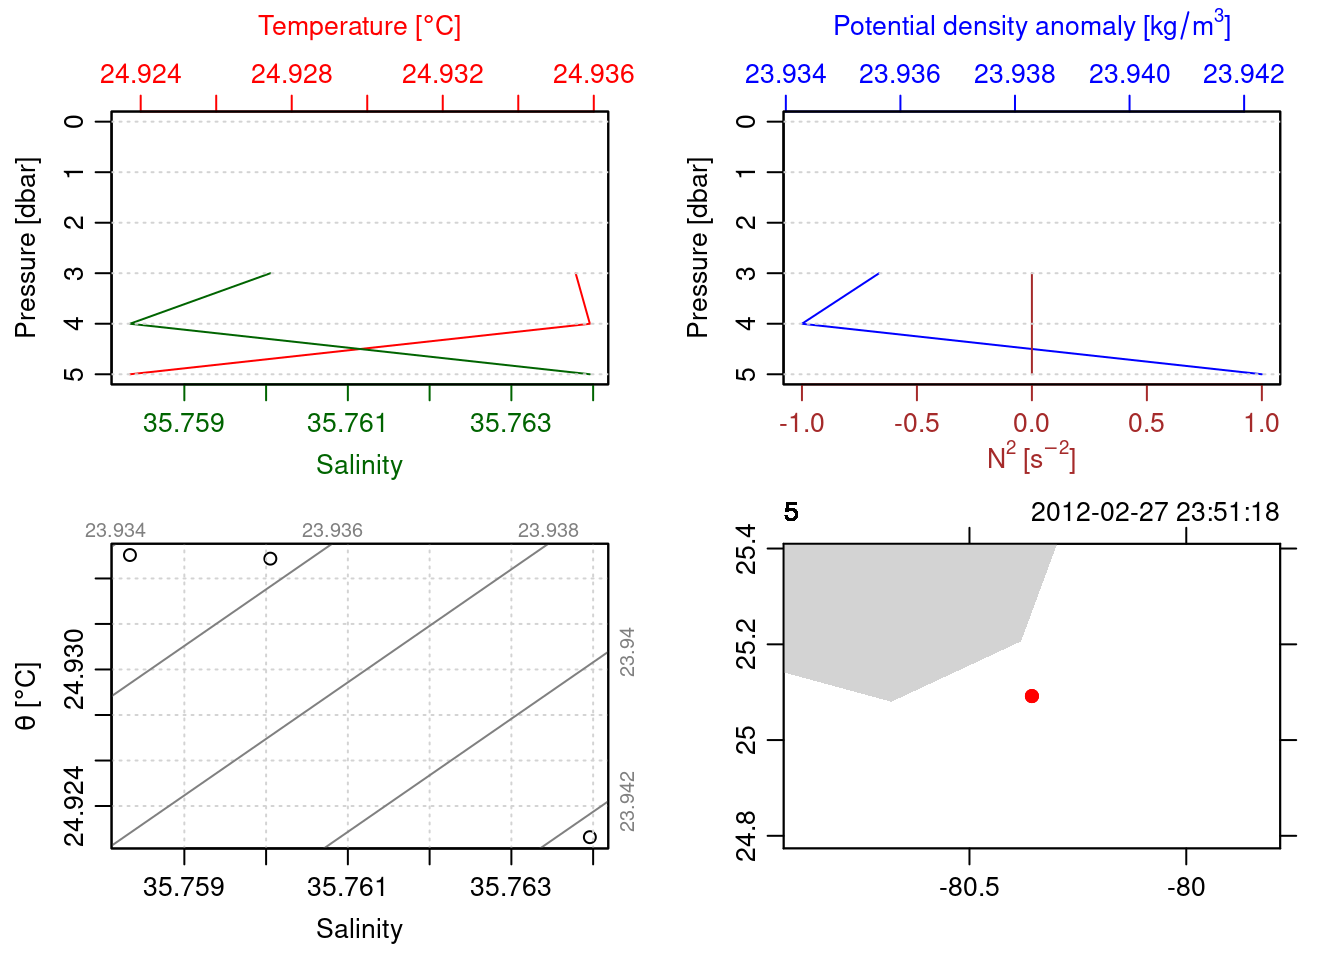 Temperature [°C]
24.924 24.928 24.932 24.936
0
1
2
3
4
5
Pressure [dbar]
35.759 35.761 35.763
Salinity
Potential density anomaly [kg/m³]
23.934 23.936 23.938 23.940 23.942
0
1
2
3
4
5
Pressure [dbar]
-1.0 -0.5 0.0 0.5 1.0
N² [s⁻²]
23.934 23.936 23.938
23.94
23.942
24.930
24.924
θ [°C]
35.759 35.761 35.763
Salinity
5 2012-02-27 23:51:18
25.4
25.2
25
24.8
-80.5 -80